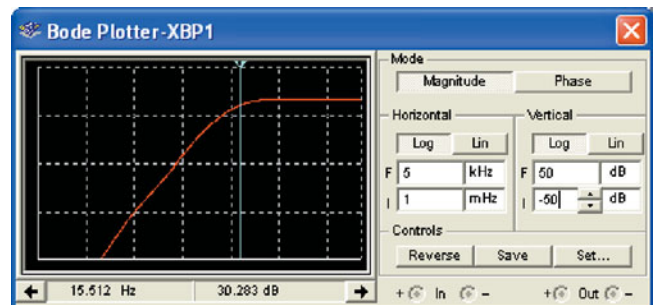 Bode Plotter-XBP1
Mode
Magnitude Phase
Horizontal Vertical
Log Lin Log Lin
F 5 kHz F 50 dB
I 1 mHz I -50 dB
Controls
Reverse Save Set...
15.512 Hz 30.283 dB + In - + Out -